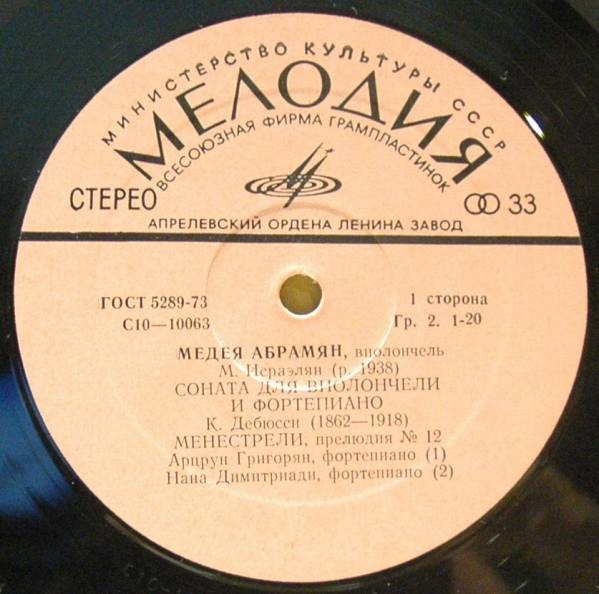 МИНИСТЕРСТВО КУЛЬТУРЫ СССР
МЕЛОДИЯ
ВСЕСОЮЗНАЯ ФИРМА ГРАМПЛАСТИНОК
СТЕРЕО 33
АПРЕЛЕВСКИЙ ОРДЕНА ЛЕНИНА ЗАВОД
ГОСТ 5289-73 1 сторона
С10—10063 Гр. 2. 1-20
МЕДЕЯ АБРАМЯН, виолончель
М. Исраэлян (р. 1938)
СОНАТА ДЛЯ ВИОЛОНЧЕЛИ
И ФОРТЕПИАНО
К. Дебюсси (1862—1918)
МЕНЕСТРЕЛИ, прелюдия № 12
Арцрун Григорян, фортепиано (1)
Нана Димитриади, фортепиано (2)